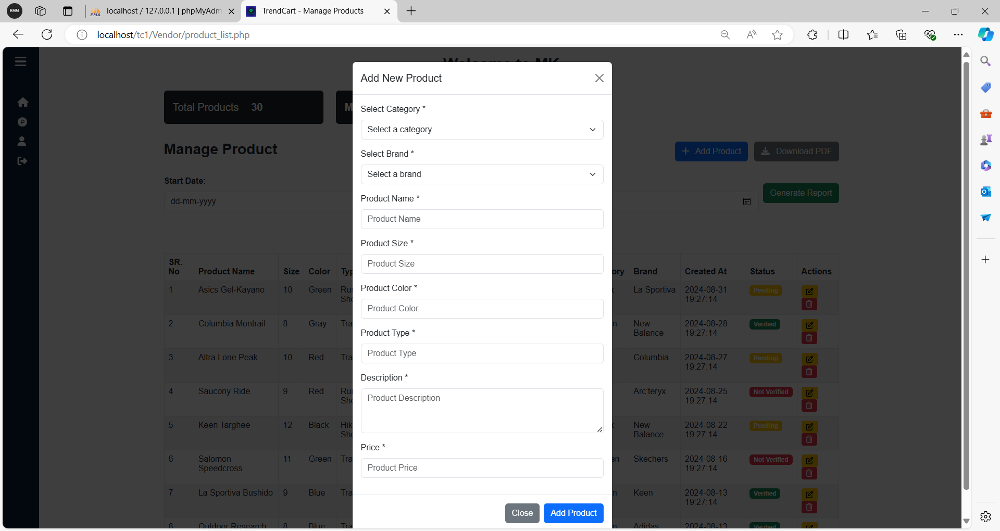 KMM
localhost / 127.0.0.1 | phpMyAdm
TrendCart - Manage Products
localhost/tc1/Vendor/product_list.php
Welcome to MK
Total Products 30
M
Manage Product
+ Add Product
Download PDF
Start Date:
dd-mm-yyyy
Generate Report
Add New Product
Select Category *
Select a category
Select Brand *
Select a brand
Product Name *
Product Name
Product Size *
Product Size
Product Color *
Product Color
Product Type *
Product Type
Description *
Product Description
Price *
Product Price
Close
Add Product
SR. No Product Name Size Color Typ ory Brand Created At Status Actions
1 Asics Gel-Kayano 10 Green Ru Sh La Sportiva 2024-08-31 19:27:14 Pending
2 Columbia Montrail 8 Gray Tra n New Balance 2024-08-28 19:27:14 Verified
3 Altra Lone Peak 10 Red Tra Columbia 2024-08-27 19:27:14 Pending
4 Saucony Ride 9 Red Ru Sh Arc'teryx 2024-08-25 19:27:14 Not Verified
5 Keen Targhee 12 Black Hik Sh New Balance 2024-08-22 19:27:14 Pending
6 Salomon Speedcross 11 Green Tra en Skechers 2024-08-16 19:27:14 Not Verified
7 La Sportiva Bushido 9 Blue Tra n Keen 2024-08-13 19:27:14 Verified
8 Outdoor Research 8 Blue Tra n Adidas 2024-08-13 Verified